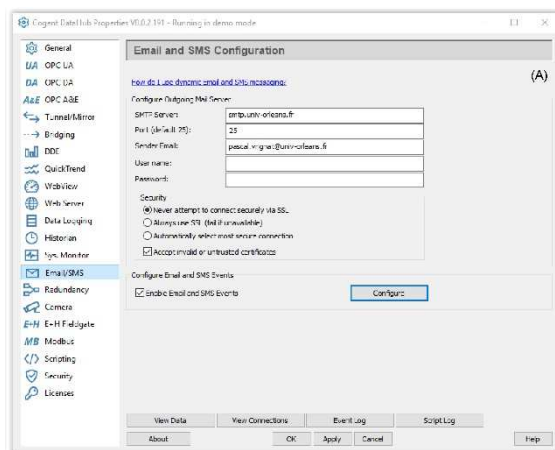 Cogent DataHub Properties V8.0.2.191 - Running in demo mode
General
OPC UA
OPC DA
OPC A&E
Tunnel/Mirror
Bridging
DDE
QuickTrend
WebView
Web Server
Data Logging
Historian
Sys. Monitor
Email/SMS
Redundancy
Camera
E+H Fieldgate
Modbus
Scripting
Security
Licenses
Email and SMS Configuration
(A)
How do I use dynamic Email and SMS messaging?
Configure Outgoing Mail Server
SMTP Server: smtp.univ-orleans.fr
Port (default 25): 25
Sender Email: pascal.vrignat@univ-orleans.fr
User name:
Password:
Security
Never attempt to connect securely via SSL
Always use SSL (fail if unavailable)
Automatically select most secure connection
Accept invalid or untrusted certificates
Configure Email and SMS Events
Enable Email and SMS Events
Configure
View Data View Connections Event Log Script Log
About OK Apply Cancel Help